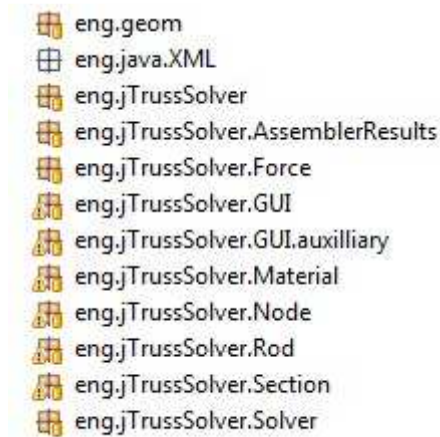 eng.geom
eng.java.XML
eng.jTrussSolver
eng.jTrussSolver.AssemblerResults
eng.jTrussSolver.Force
eng.jTrussSolver.GUI
eng.jTrussSolver.GUI.auxilliary
eng.jTrussSolver.Material
eng.jTrussSolver.Node
eng.jTrussSolver.Rod
eng.jTrussSolver.Section
eng.jTrussSolver.Solver